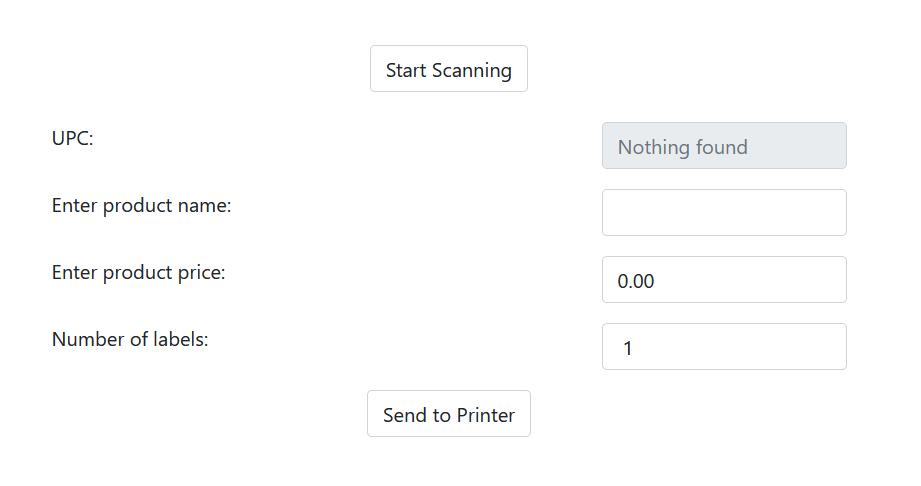 Start Scanning
UPC: Nothing found
Enter product name:
Enter product price: 0.00
Number of labels: 1
Send to Printer